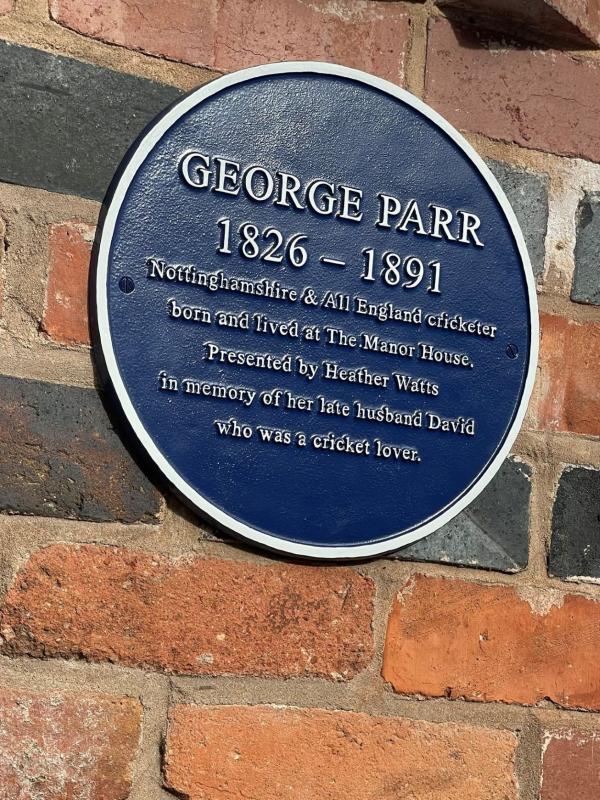 GEORGE PARR
1826 – 1891
Nottinghamshire & All England cricketer
born and lived at The Manor House.
Presented by Heather Watts
in memory of her late husband David
who was a cricket lover.